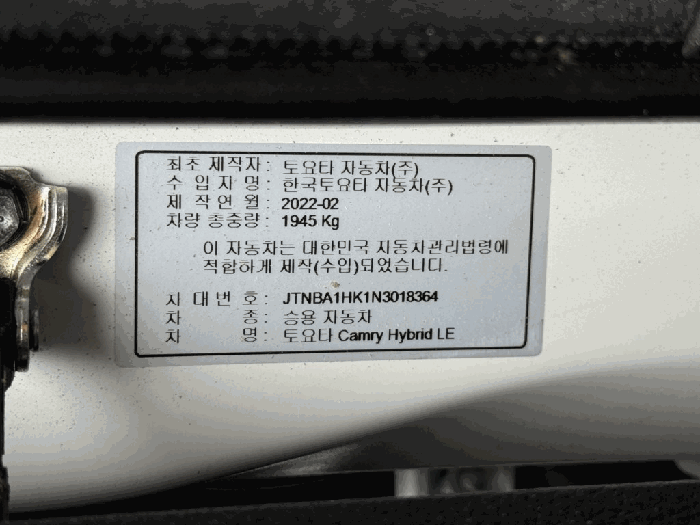 최초 제작자 : 토요타 자동차(주)
수 입 자 명 : 한국토요타 자동차(주)
제 작 연 월 : 2022-02
차량 총중량 : 1945 Kg
이 자동차는 대한민국 자동차관리법령에
적합하게 제작(수입)되었습니다.
차 대 번 호 : JTNBA1HK1N3018364
차 종 : 승용 자동차
차 명 : 토요타 Camry Hybrid LE